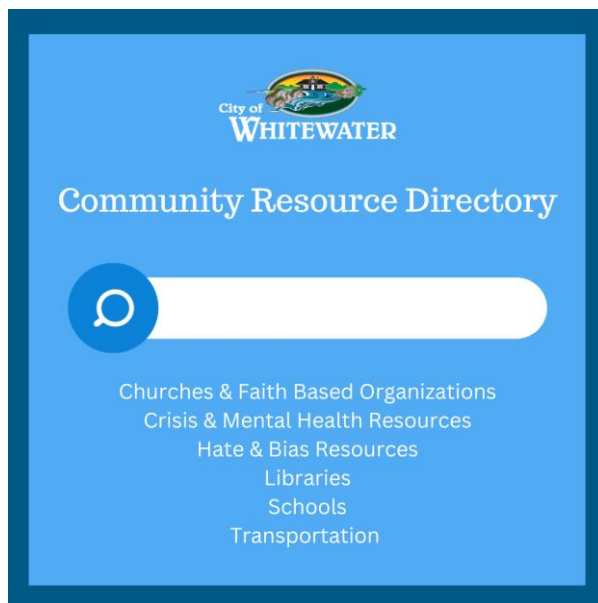 City of
WHITEWATER
Community Resource Directory
Churches & Faith Based Organizations
Crisis & Mental Health Resources
Hate & Bias Resources
Libraries
Schools
Transportation